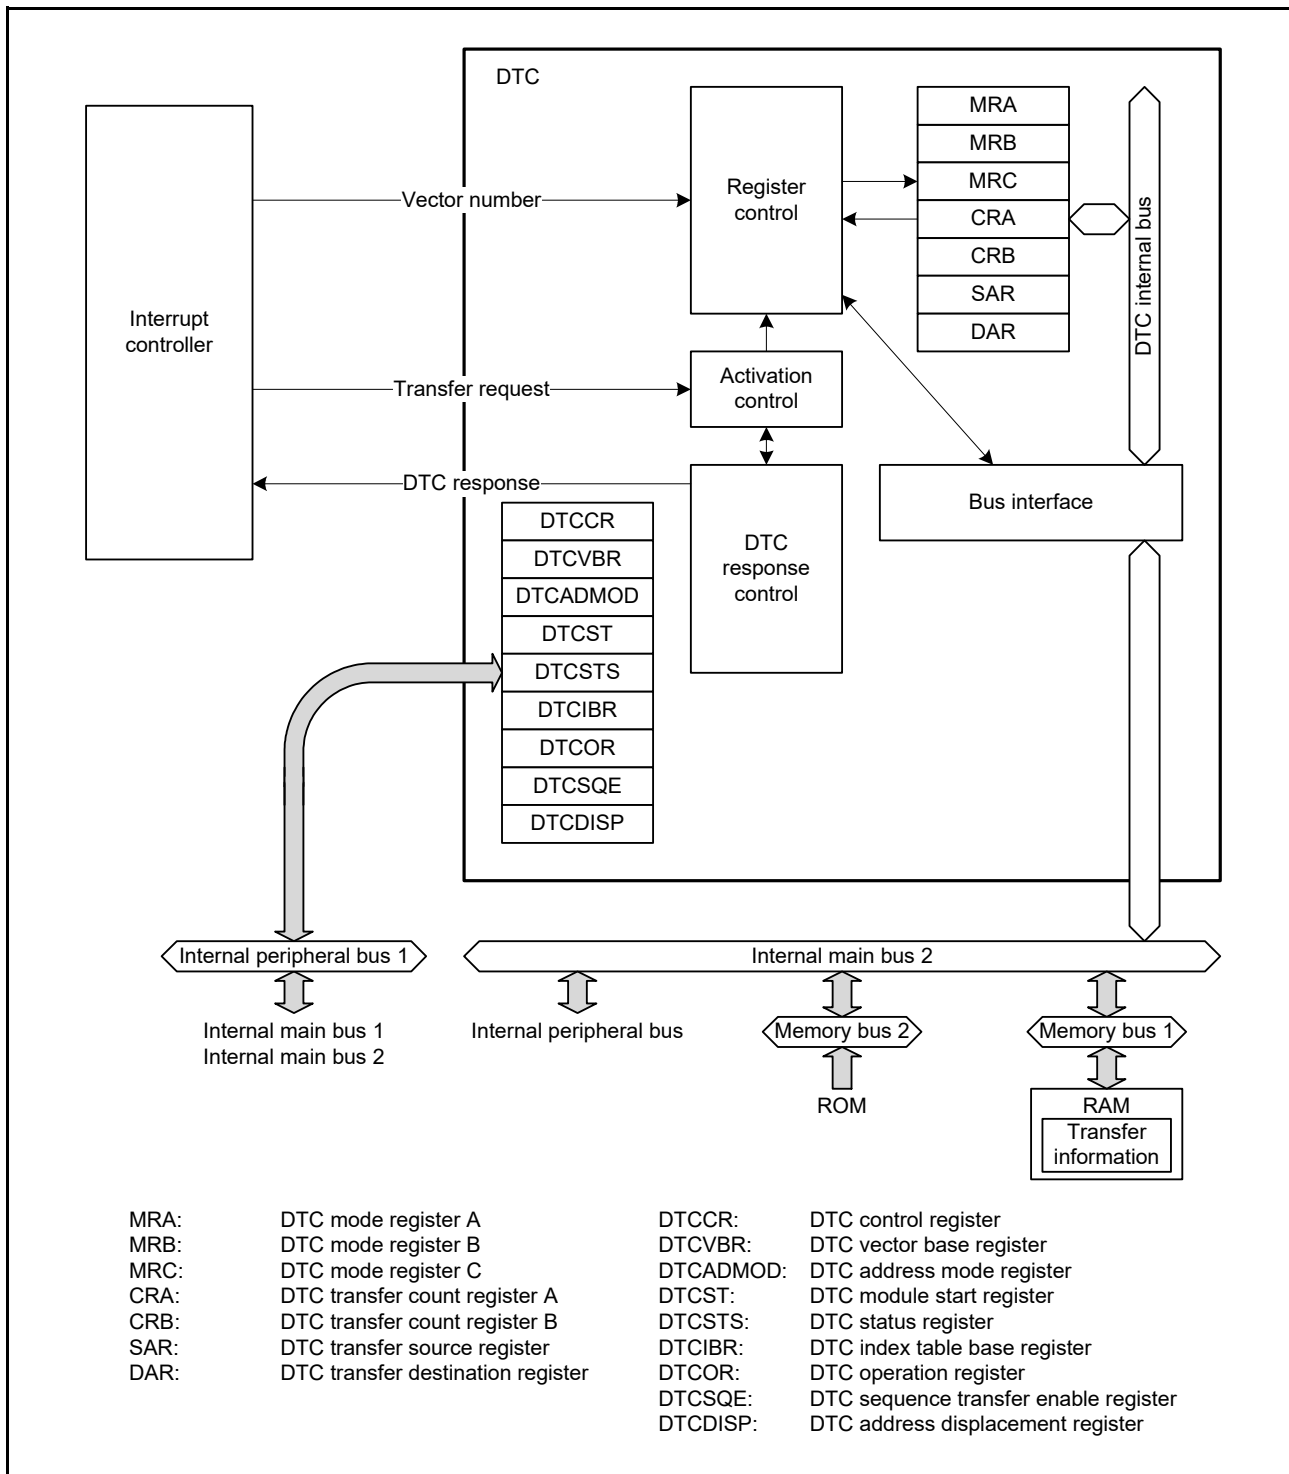 DTC
MRA
MRB
MRC
CRA
CRB
SAR
DAR
Register
control
Vector number
DTC internal bus
Interrupt
controller
Activation
control
Transfer request
DTC response
Bus interface
DTCCR
DTCVBR
DTCADMOD
DTCST
DTCSTS
DTCIBR
DTCOR
DTCSQE
DTCDISP
DTC
response
control
Internal peripheral bus 1
Internal main bus 2
Internal main bus 1
Internal main bus 2
Internal peripheral bus
Memory bus 2
Memory bus 1
ROM
RAM
Transfer
information
MRA: DTC mode register A
MRB: DTC mode register B
MRC: DTC mode register C
CRA: DTC transfer count register A
CRB: DTC transfer count register B
SAR: DTC transfer source register
DAR: DTC transfer destination register
DTCCR: DTC control register
DTCVBR: DTC vector base register
DTCADMOD: DTC address mode register
DTCST: DTC module start register
DTCSTS: DTC status register
DTCIBR: DTC index table base register
DTCOR: DTC operation register
DTCSQE: DTC sequence transfer enable register
DTCDISP: DTC address displacement register